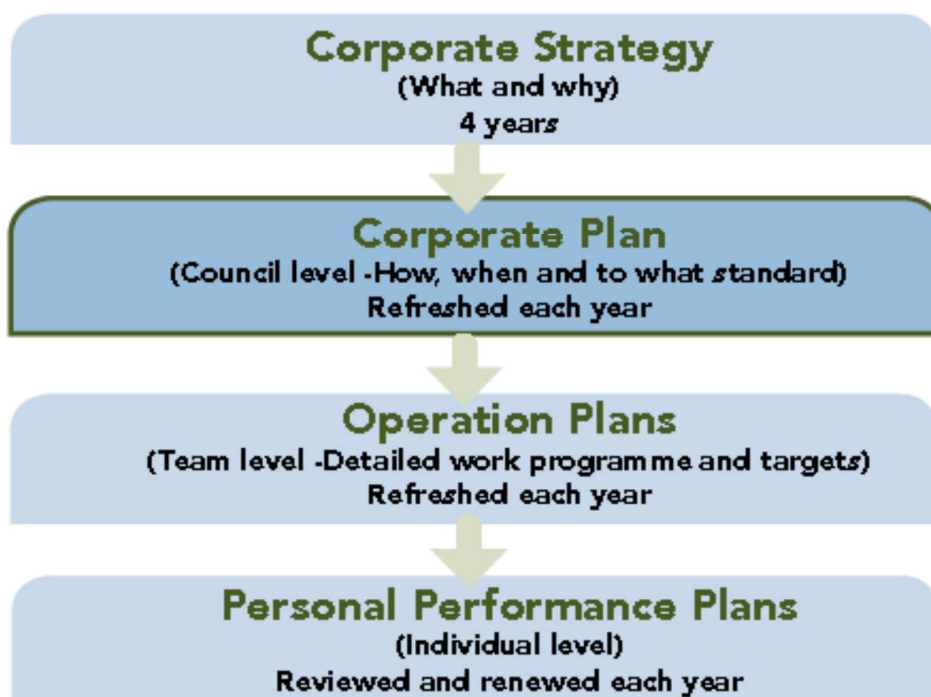 Corporate Strategy
(What and why)
4 years
Corporate Plan
(Council level -How, when and to what standard)
Refreshed each year
Operation Plans
(Team level -Detailed work programme and targets)
Refreshed each year
Personal Performance Plans
(Individual level)
Reviewed and renewed each year